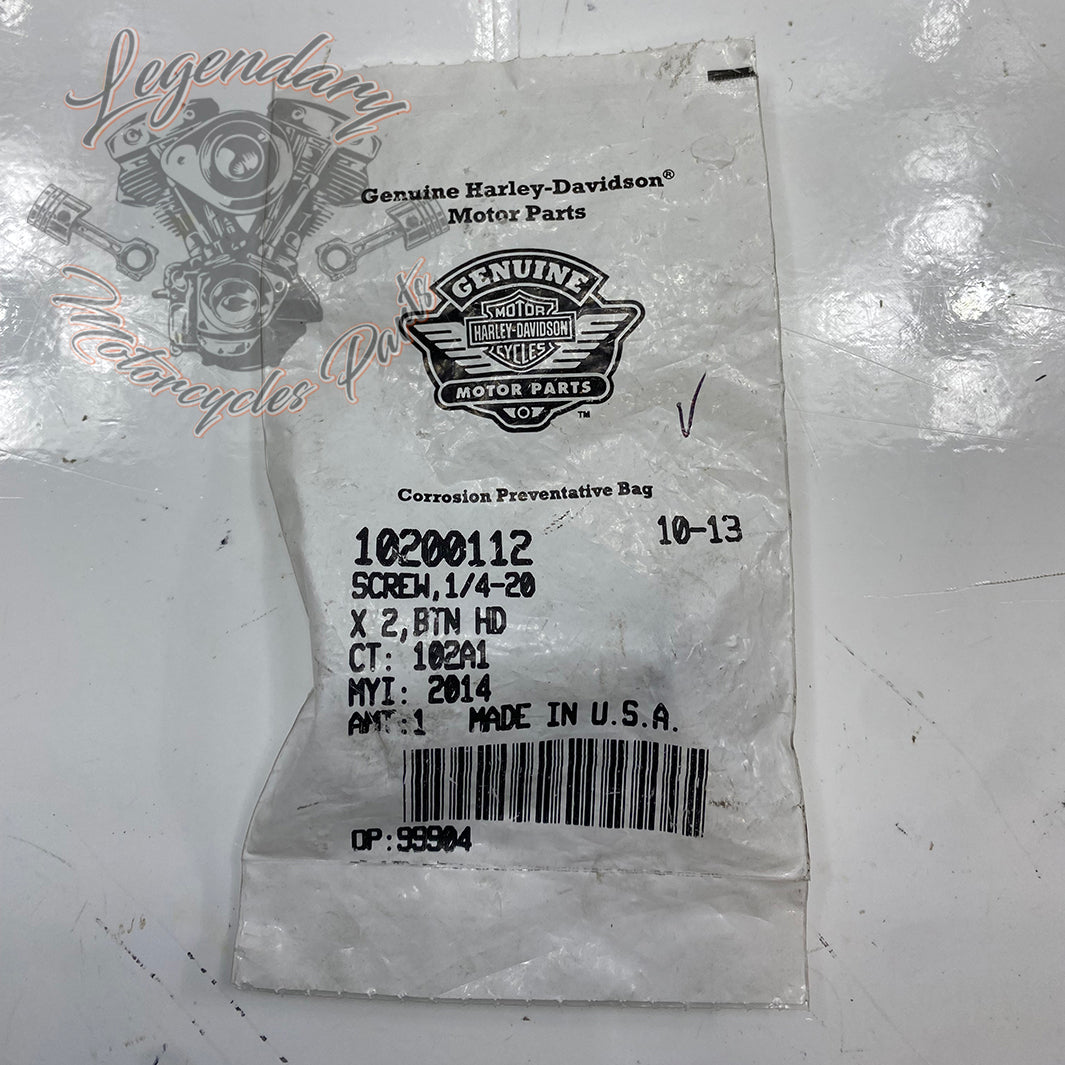 Legendary
Motorcycles Parts
Genuine Harley-Davidson®
Motor Parts
GENUINE
MOTOR
HARLEY-DAVIDSON
CYCLES
MOTOR PARTS
™
Corrosion Preventative Bag
10200112 10-13
SCREW,1/4-20
X 2,BTN HD
CT: 102A1
MYI: 2014
AMT:1 MADE IN U.S.A.
OP:99904